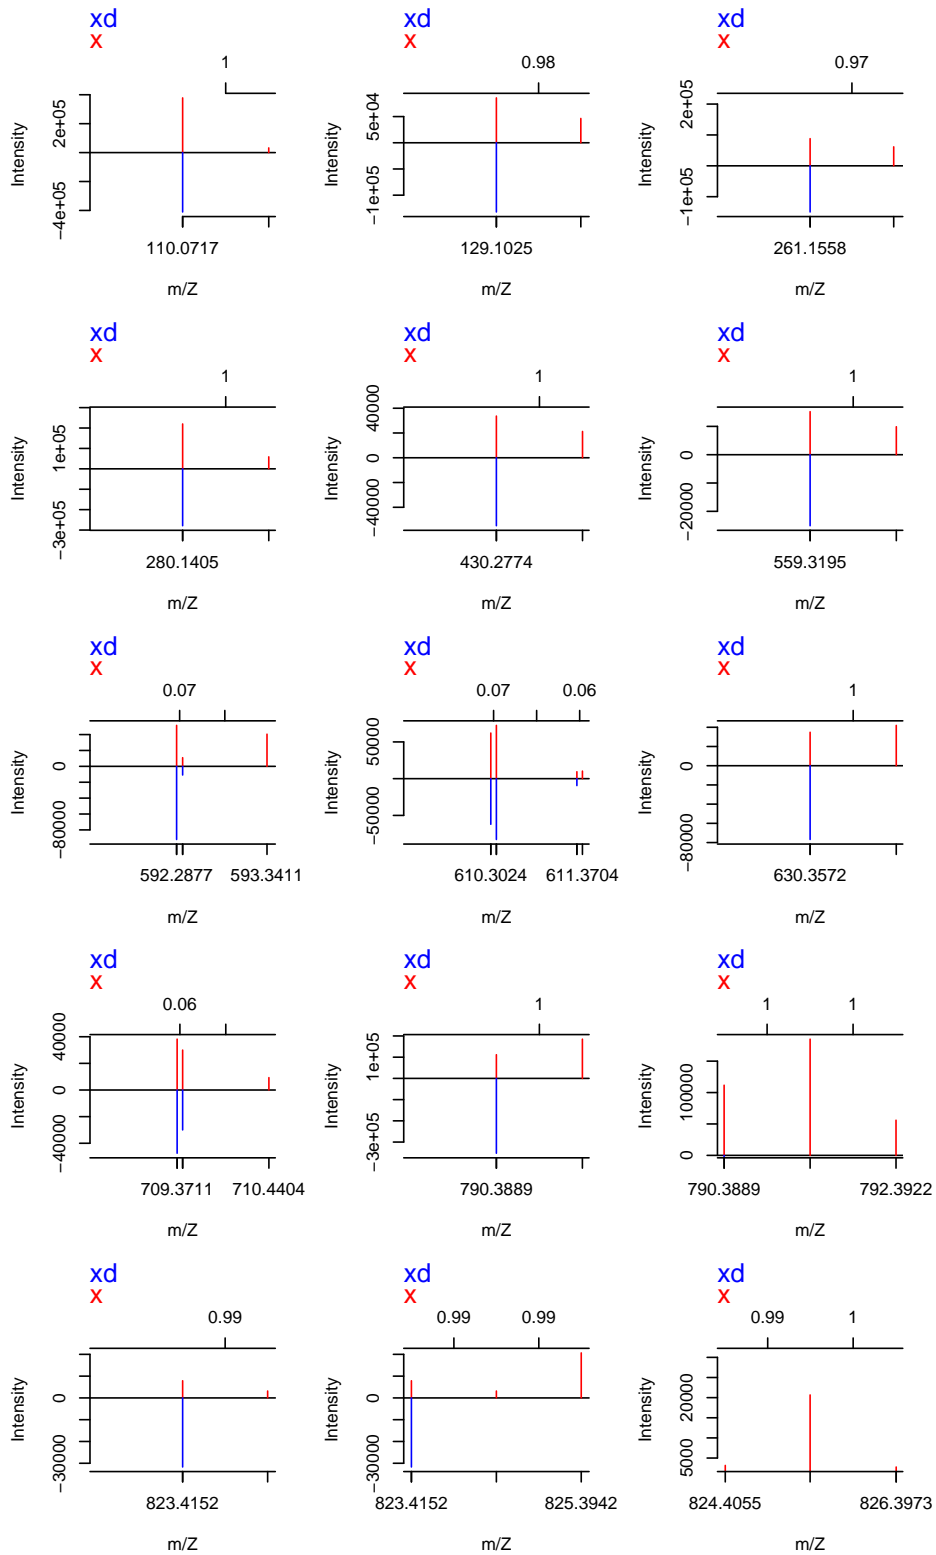 xd
x
1
Intensity
2e+05
−4e+05
110.0717
m/Z
xd
x
0.98
Intensity
5e+04
−1e+05
129.1025
m/Z
xd
x
0.97
Intensity
2e+05
−1e+05
261.1558
m/Z
xd
x
1
Intensity
1e+05
−3e+05
280.1405
m/Z
xd
x
1
Intensity
40000
0
−40000
430.2774
m/Z
xd
x
1
Intensity
0
−20000
559.3195
m/Z
xd
x
0.07
Intensity
0
−80000
592.2877 593.3411
m/Z
xd
x
0.07 0.06
Intensity
50000
−50000
610.3024 611.3704
m/Z
xd
x
1
Intensity
0
−80000
630.3572
m/Z
xd
x
0.06
Intensity
40000
0
−40000
709.3711 710.4404
m/Z
xd
x
1
Intensity
1e+05
−3e+05
790.3889
m/Z
xd
x
1 1
Intensity
100000
0
790.3889 792.3922
m/Z
xd
x
0.99
Intensity
0
−30000
823.4152
m/Z
xd
x
0.99 0.99
Intensity
0
−30000
823.4152 825.3942
m/Z
xd
x
0.99 1
Intensity
20000
5000
824.4055 826.3973
m/Z